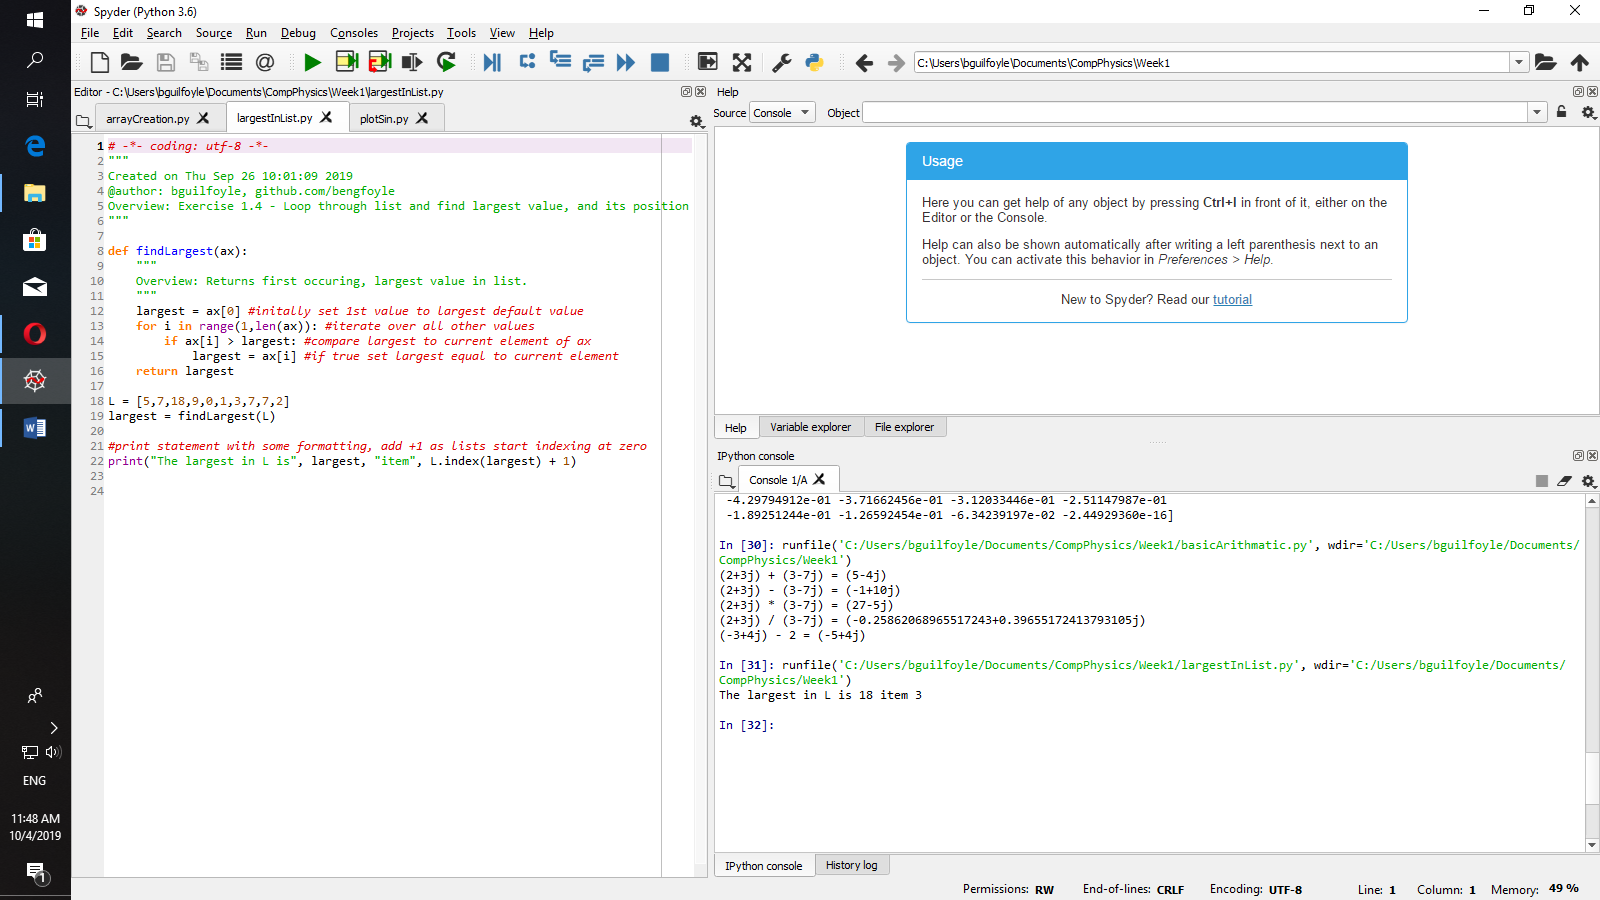 Spyder (Python 3.6)
File Edit Search Source Run Debug Consoles Projects Tools View Help
C:\Users\bguilfoyle\Documents\CompPhysics\Week1
Editor - C:\Users\bguilfoyle\Documents\CompPhysics\Week1\largestInList.py
arrayCreation.py largestInList.py plotSin.py
1 # -*- coding: utf-8 -*-
2 """
3 Created on Thu Sep 26 10:01:09 2019
4 @author: bguilfoyle, github.com/bengfoyle
5 Overview: Exercise 1.4 - Loop through list and find largest value, and its position
6 """
7
8 def findLargest(ax):
9     """
10     Overview: Returns first occuring, largest value in list.
11     """
12     largest = ax[0] #initally set 1st value to largest default value
13     for i in range(1,len(ax)): #iterate over all other values
14         if ax[i] > largest: #compare largest to current element of ax
15             largest = ax[i] #if true set largest equal to current element
16     return largest
17
18 L = [5,7,18,9,0,1,3,7,7,2]
19 largest = findLargest(L)
20
21 #print statement with some formatting, add +1 as lists start indexing at zero
22 print("The largest in L is", largest, "item", L.index(largest) + 1)
23
24
Help
Source Console Object
Usage
Here you can get help of any object by pressing Ctrl+I in front of it, either on the
Editor or the Console.
Help can also be shown automatically after writing a left parenthesis next to an
object. You can activate this behavior in Preferences > Help.
New to Spyder? Read our tutorial
Help Variable explorer File explorer
IPython console
Console 1/A
-4.29794912e-01 -3.71662456e-01 -3.12033446e-01 -2.51147987e-01
-1.89251244e-01 -1.26592454e-01 -6.34239197e-02 -2.44929360e-16]
In [30]: runfile('C:/Users/bguilfoyle/Documents/CompPhysics/Week1/basicArithmatic.py', wdir='C:/Users/bguilfoyle/Documents/
CompPhysics/Week1')
(2+3j) + (3-7j) = (5-4j)
(2+3j) - (3-7j) = (-1+10j)
(2+3j) * (3-7j) = (27-5j)
(2+3j) / (3-7j) = (-0.25862068965517243+0.39655172413793105j)
(-3+4j) - 2 = (-5+4j)
In [31]: runfile('C:/Users/bguilfoyle/Documents/CompPhysics/Week1/largestInList.py', wdir='C:/Users/bguilfoyle/Documents/
CompPhysics/Week1')
The largest in L is 18 item 3
In [32]:
IPython console History log
Permissions: RW End-of-lines: CRLF Encoding: UTF-8 Line: 1 Column: 1 Memory: 49 %
ENG
11:48 AM
10/4/2019
1